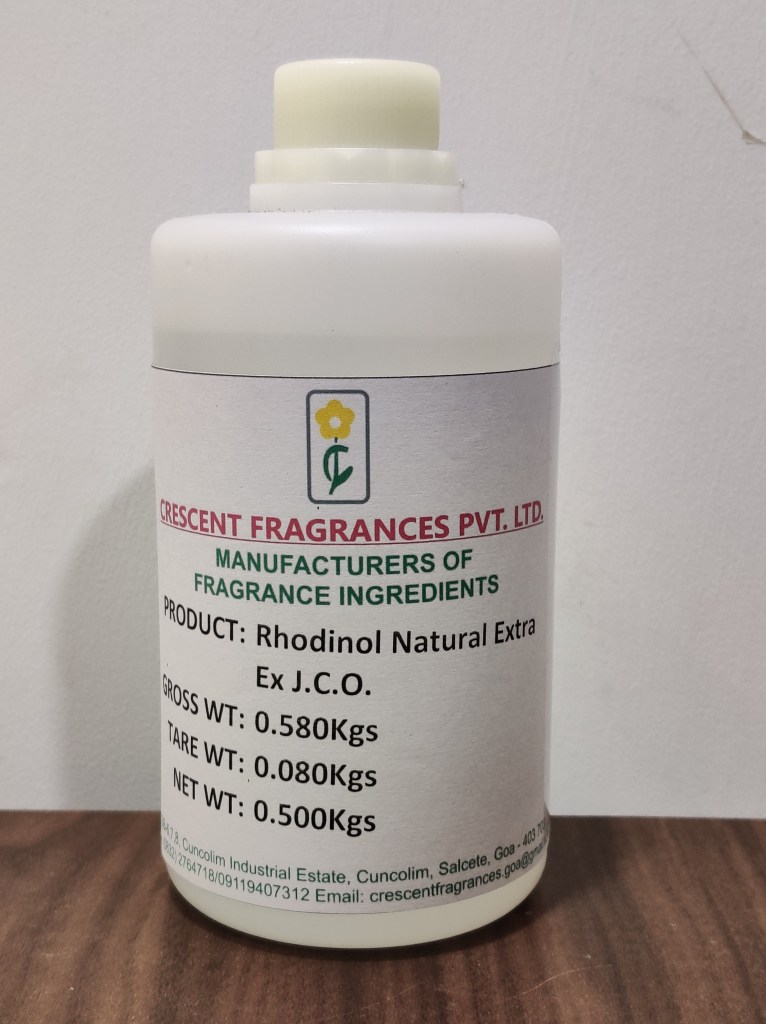 CRESCENT FRAGRANCES PVT. LTD.
MANUFACTURERS OF
FRAGRANCE INGREDIENTS
PRODUCT: Rhodinol Natural Extra
Ex J.C.O.
GROSS WT: 0.580Kgs
TARE WT: 0.080Kgs
NET WT: 0.500Kgs
Cuncolim Industrial Estate, Cuncolim, Salcete, Goa - 403
2764718/09119407312 Email: crescentfragrances.goa@